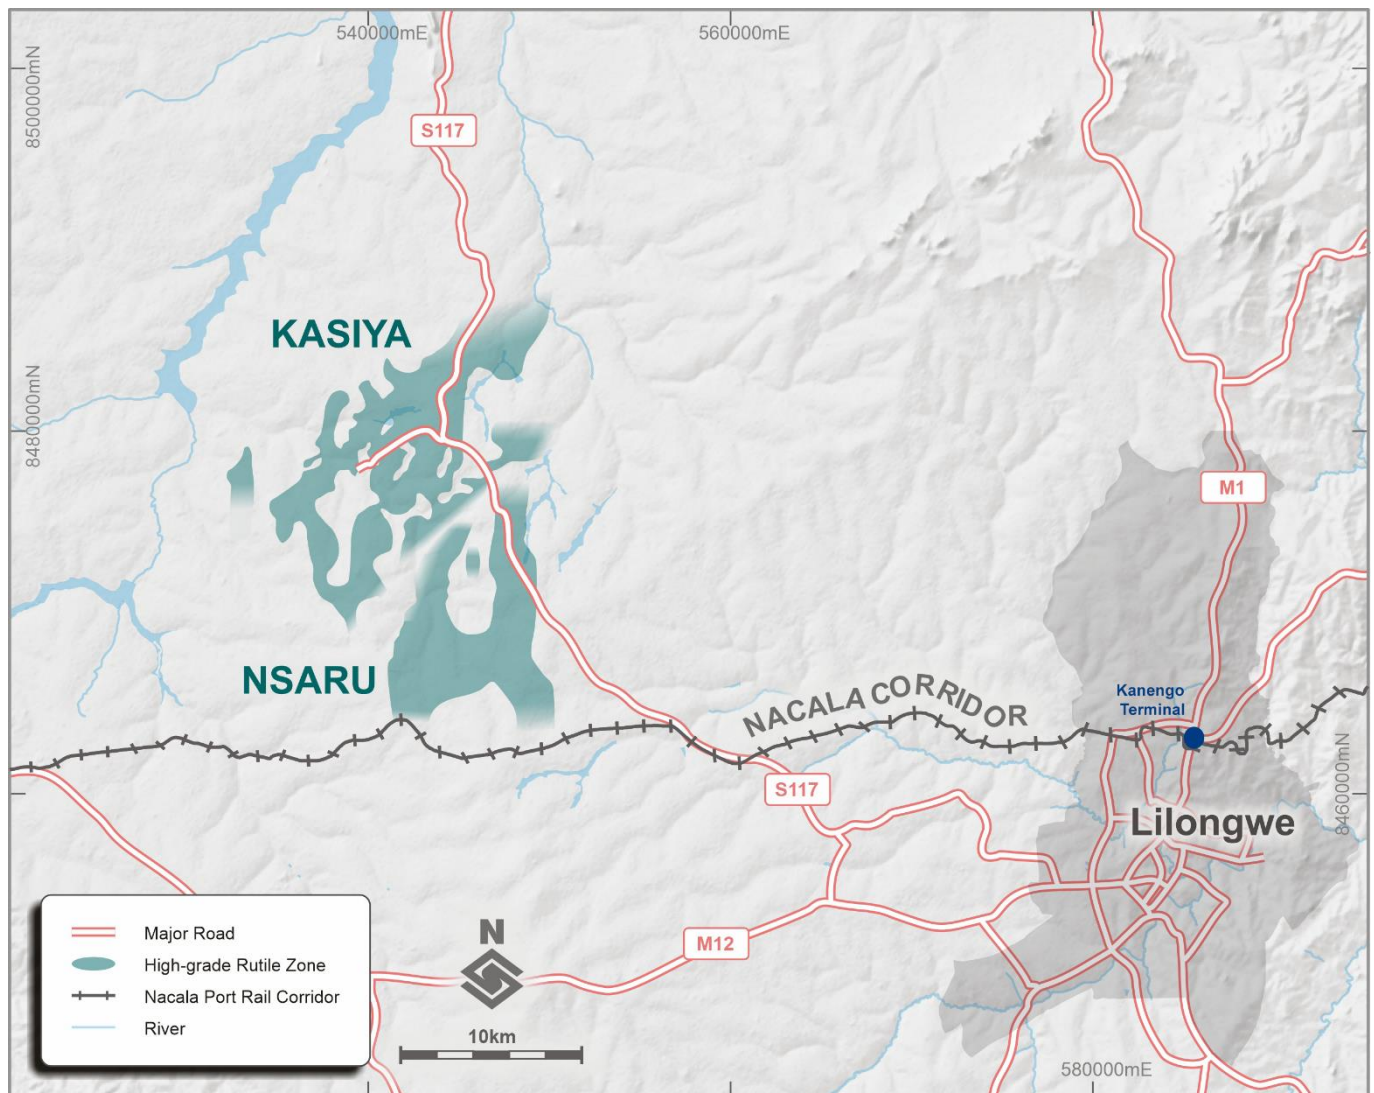 540000mE
560000mE
8500000mN
S117
KASIYA
8480000mN
M1
NSARU
NACALA CORRIDOR
Kanengo
Terminal
S117
8460000mN
Lilongwe
M12
Major Road
High-grade Rutile Zone
Nacala Port Rail Corridor
River
N
10km
580000mE